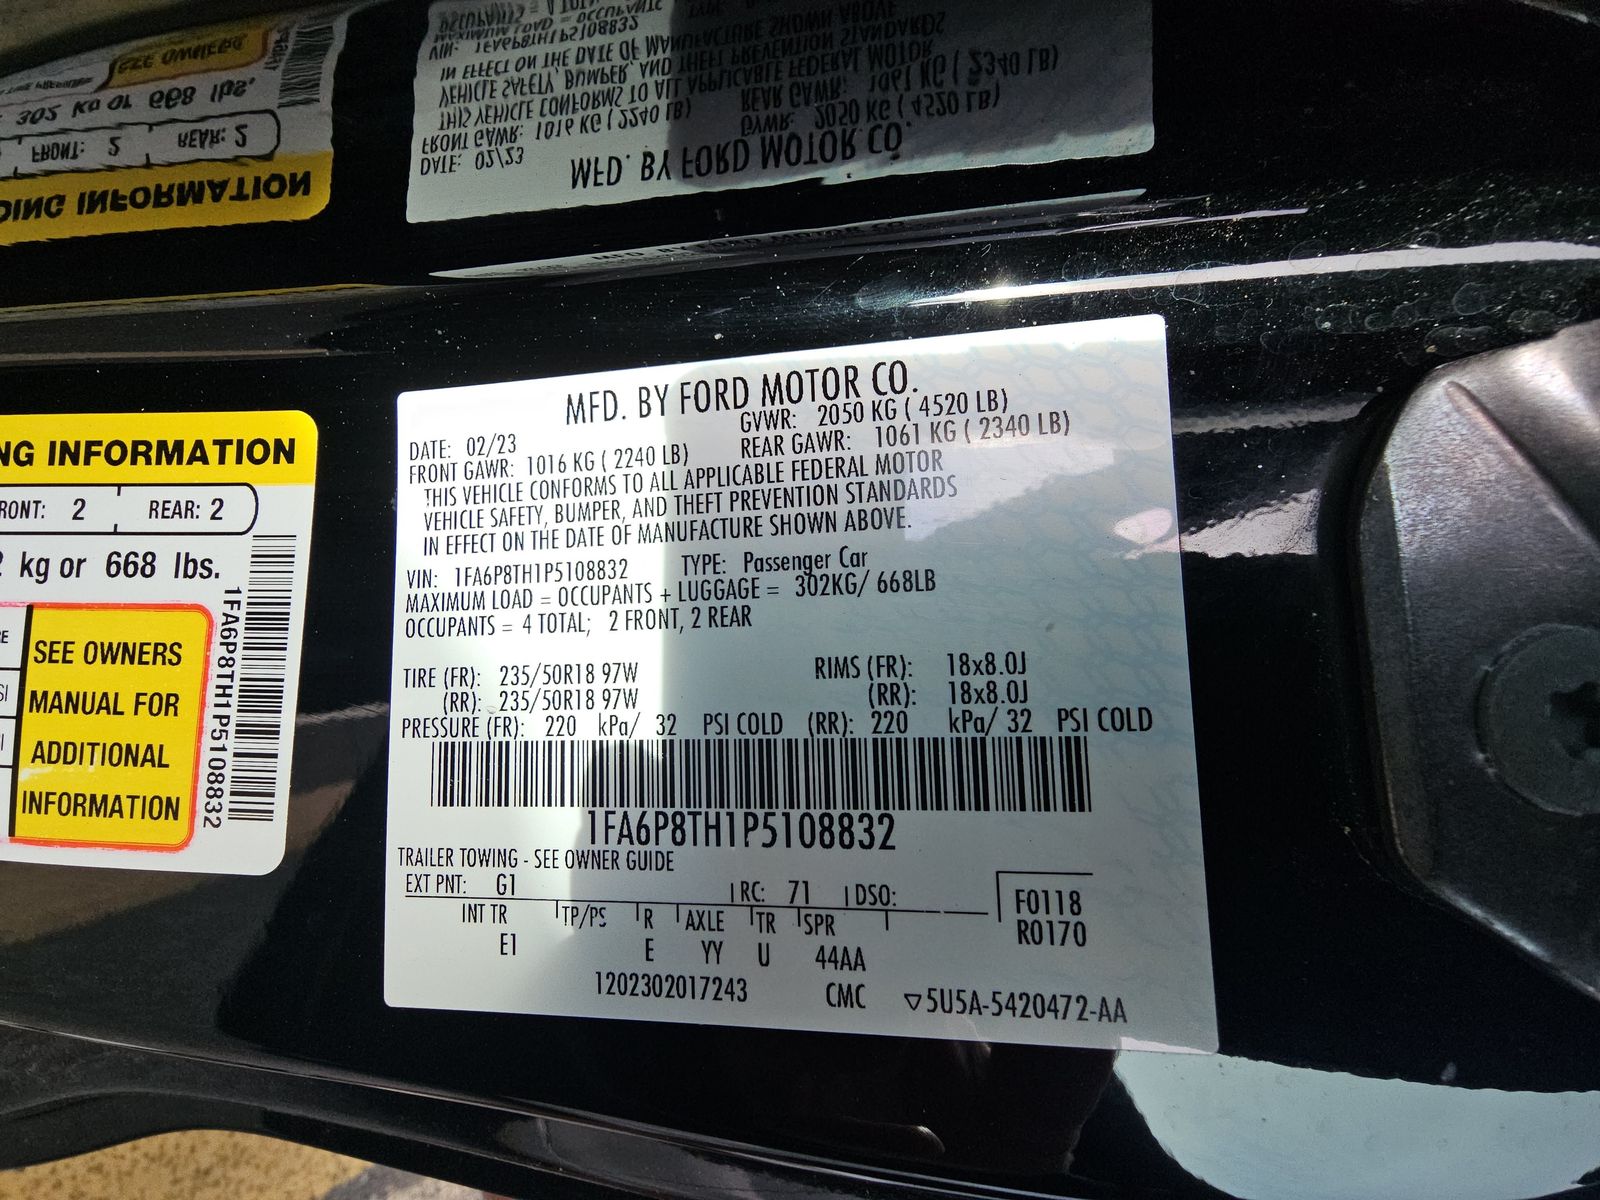 NG INFORMATION
RONT: 2 REAR: 2
kg or 668 lbs.
SEE OWNERS
MANUAL FOR
ADDITIONAL
INFORMATION
1FA6P8TH1P5108832
MFD. BY FORD MOTOR CO.
DATE: 02/23 GVWR: 2050 KG ( 4520 LB)
FRONT GAWR: 1016 KG ( 2240 LB) REAR GAWR: 1061 KG ( 2340 LB)
THIS VEHICLE CONFORMS TO ALL APPLICABLE FEDERAL MOTOR
VEHICLE SAFETY, BUMPER, AND THEFT PREVENTION STANDARDS
IN EFFECT ON THE DATE OF MANUFACTURE SHOWN ABOVE.
VIN: 1FA6P8TH1P5108832 TYPE: Passenger Car
MAXIMUM LOAD = OCCUPANTS + LUGGAGE = 302KG/ 668LB
OCCUPANTS = 4 TOTAL; 2 FRONT, 2 REAR
TIRE (FR): 235/50R18 97W RIMS (FR): 18x8.0J
(RR): 235/50R18 97W (RR): 18x8.0J
PRESSURE (FR): 220 kPa/ 32 PSI COLD (RR): 220 kPa/ 32 PSI COLD
1FA6P8TH1P5108832
TRAILER TOWING - SEE OWNER GUIDE
EXT PNT: G1 RC: 71 DSO:
F0118
INT TR TP/PS R AXLE TR SPR
R0170
E1 E YY U 44AA
1202302017243 CMC ▽5U5A-5420472-AA